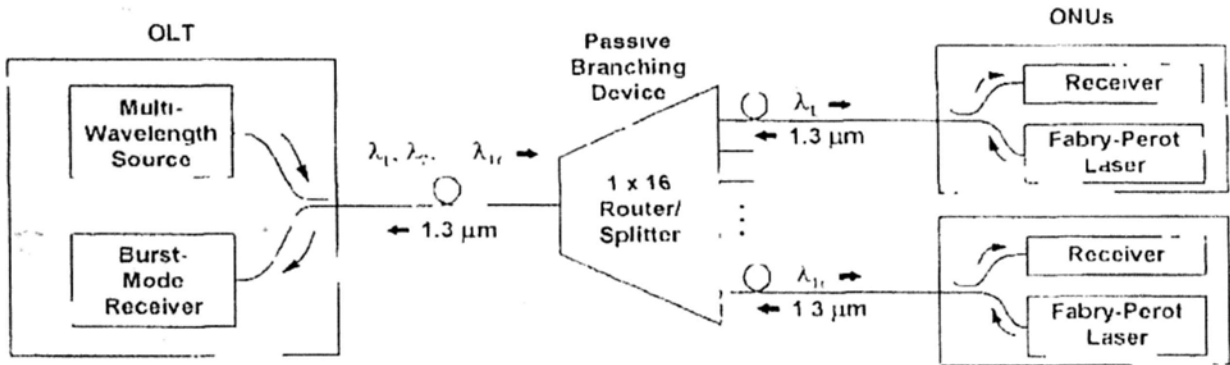 OLT
Multi-
Wavelength
Source
Burst-
Mode
Receiver
1.3 μm
Passive
Branching
Device
1 x 16
Router/
Splitter
1.3 μm
1 3 μm
ONUs
Receiver
Fabry-Perot
Laser
Receiver
Fabry-Perot
Laser